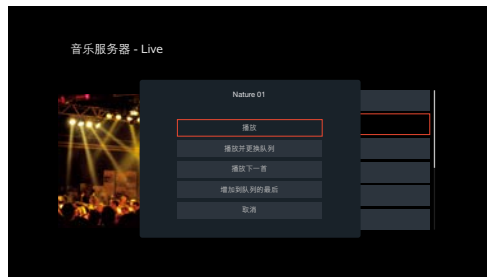 音乐服务器 - Live
Nature 01
播放
播放并更换队列
播放下一首
增加到队列的最后
取消